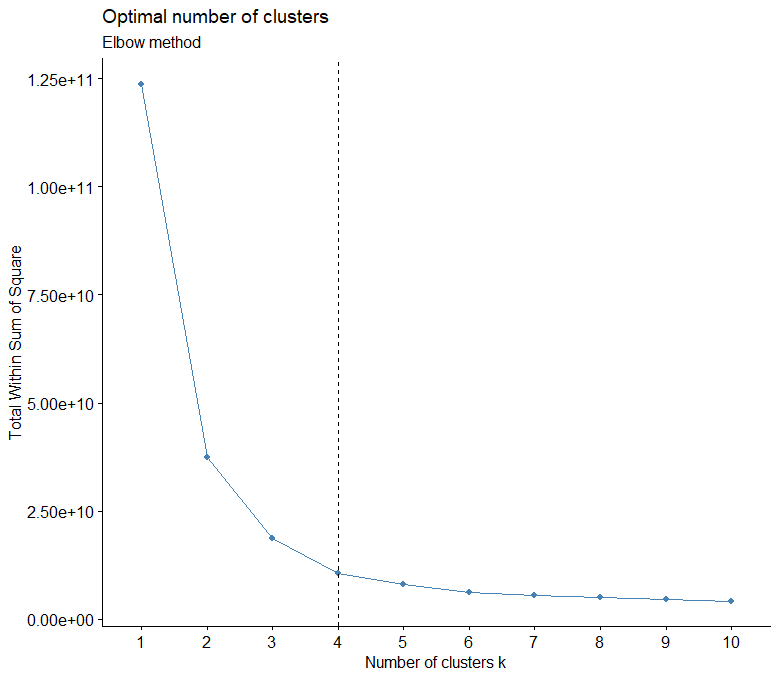 Optimal number of clusters
Elbow method
Total Within Sum of Square
1.25e+11
1.00e+11
7.50e+10
5.00e+10
2.50e+10
0.00e+00
1 2 3 4 5 6 7 8 9 10
Number of clusters k